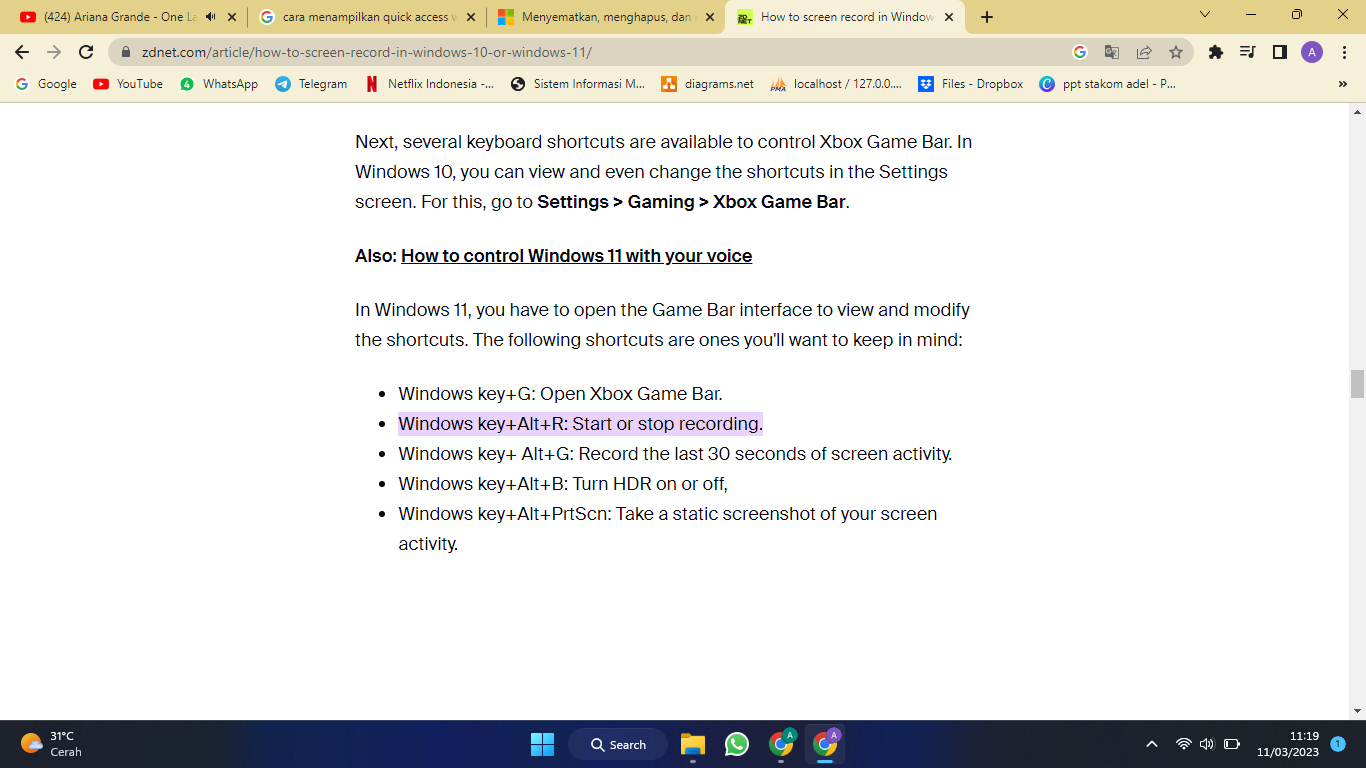 (424) Ariana Grande - One La
cara menampilkan quick access w
Menyematkan, menghapus, dan
How to screen record in Window
zdnet.com/article/how-to-screen-record-in-windows-10-or-windows-11/
A
Google
YouTube
4
WhatsApp
Telegram
Netflix Indonesia -...
Sistem Informasi M...
diagrams.net
PMA
localhost / 127.0.0....
Files - Dropbox
ppt stakom adel - P...
»
Next, several keyboard shortcuts are available to control Xbox Game Bar. In
Windows 10, you can view and even change the shortcuts in the Settings
screen. For this, go to Settings > Gaming > Xbox Game Bar.
Also: How to control Windows 11 with your voice
In Windows 11, you have to open the Game Bar interface to view and modify
the shortcuts. The following shortcuts are ones you'll want to keep in mind:
• Windows key+G: Open Xbox Game Bar.
• Windows key+Alt+R: Start or stop recording.
• Windows key+ Alt+G: Record the last 30 seconds of screen activity.
• Windows key+Alt+B: Turn HDR on or off,
• Windows key+Alt+PrtScn: Take a static screenshot of your screen
activity.
31°C
Cerah
Search
A
A
11:19
11/03/2023
1